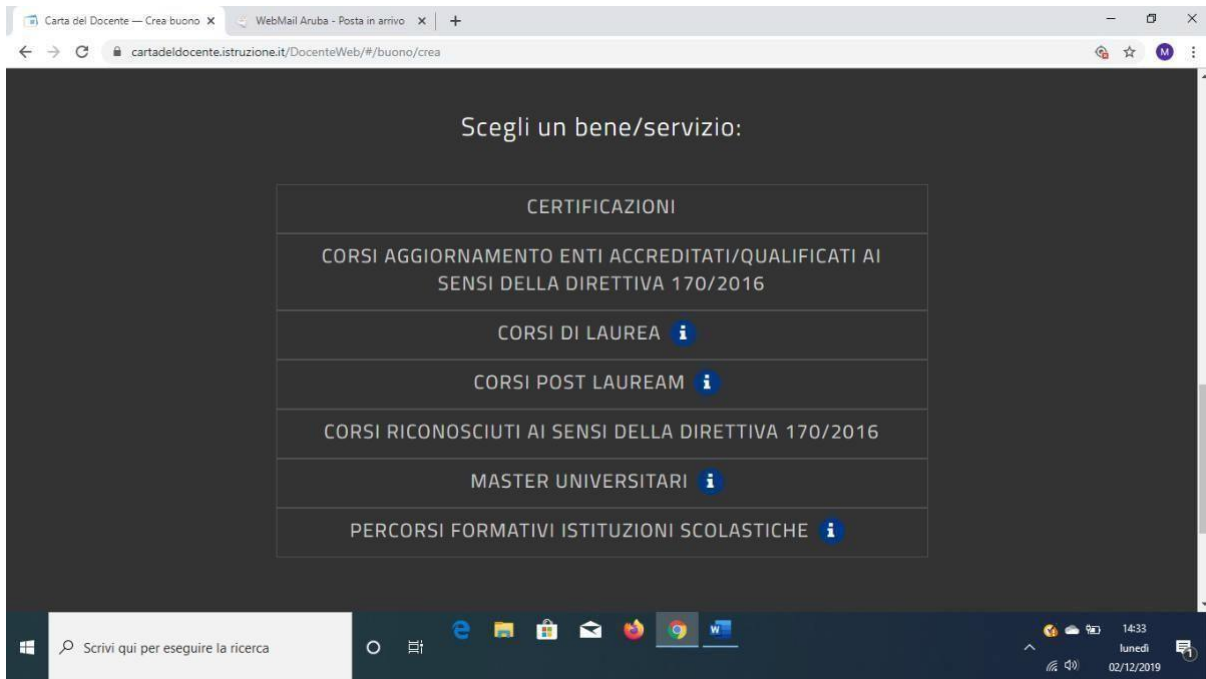 Carta del Docente — Crea buono
WebMail Aruba - Posta in arrivo
cartadeldocente.istruzione.it/DocenteWeb/#/buono/crea
M
Scegli un bene/servizio:
CERTIFICAZIONI
CORSI AGGIORNAMENTO ENTI ACCREDITATI/QUALIFICATI AI
SENSI DELLA DIRETTIVA 170/2016
CORSI DI LAUREA i
CORSI POST LAUREAM i
CORSI RICONOSCIUTI AI SENSI DELLA DIRETTIVA 170/2016
MASTER UNIVERSITARI i
PERCORSI FORMATIVI ISTITUZIONI SCOLASTICHE i
Scrivi qui per eseguire la ricerca
W
14:33
lunedì
02/12/2019
1